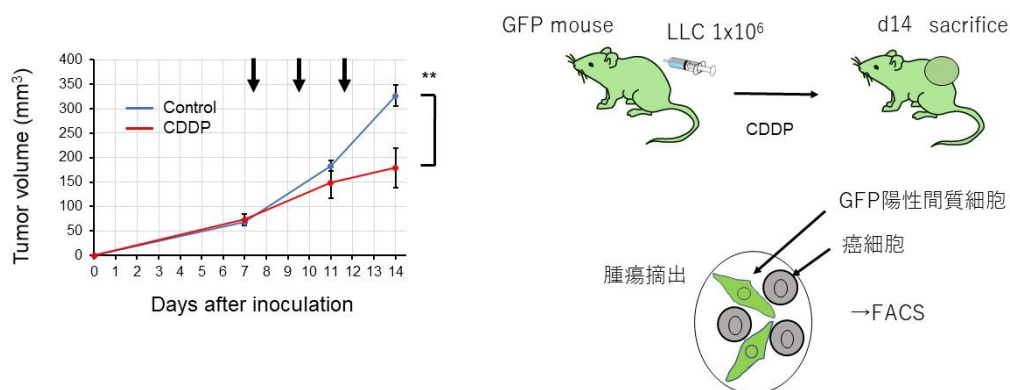 Tumor volume (mm³)
400
350
300
250
200
150
100
50
0
Control
CDDP
**
0 1 2 3 4 5 6 7 8 9 10 11 12 13 14
Days after inoculation
GFP mouse
LLC 1x10⁶
d14 sacrifice
CDDP
GFP陽性間質細胞
癌細胞
腫瘍摘出
→FACS